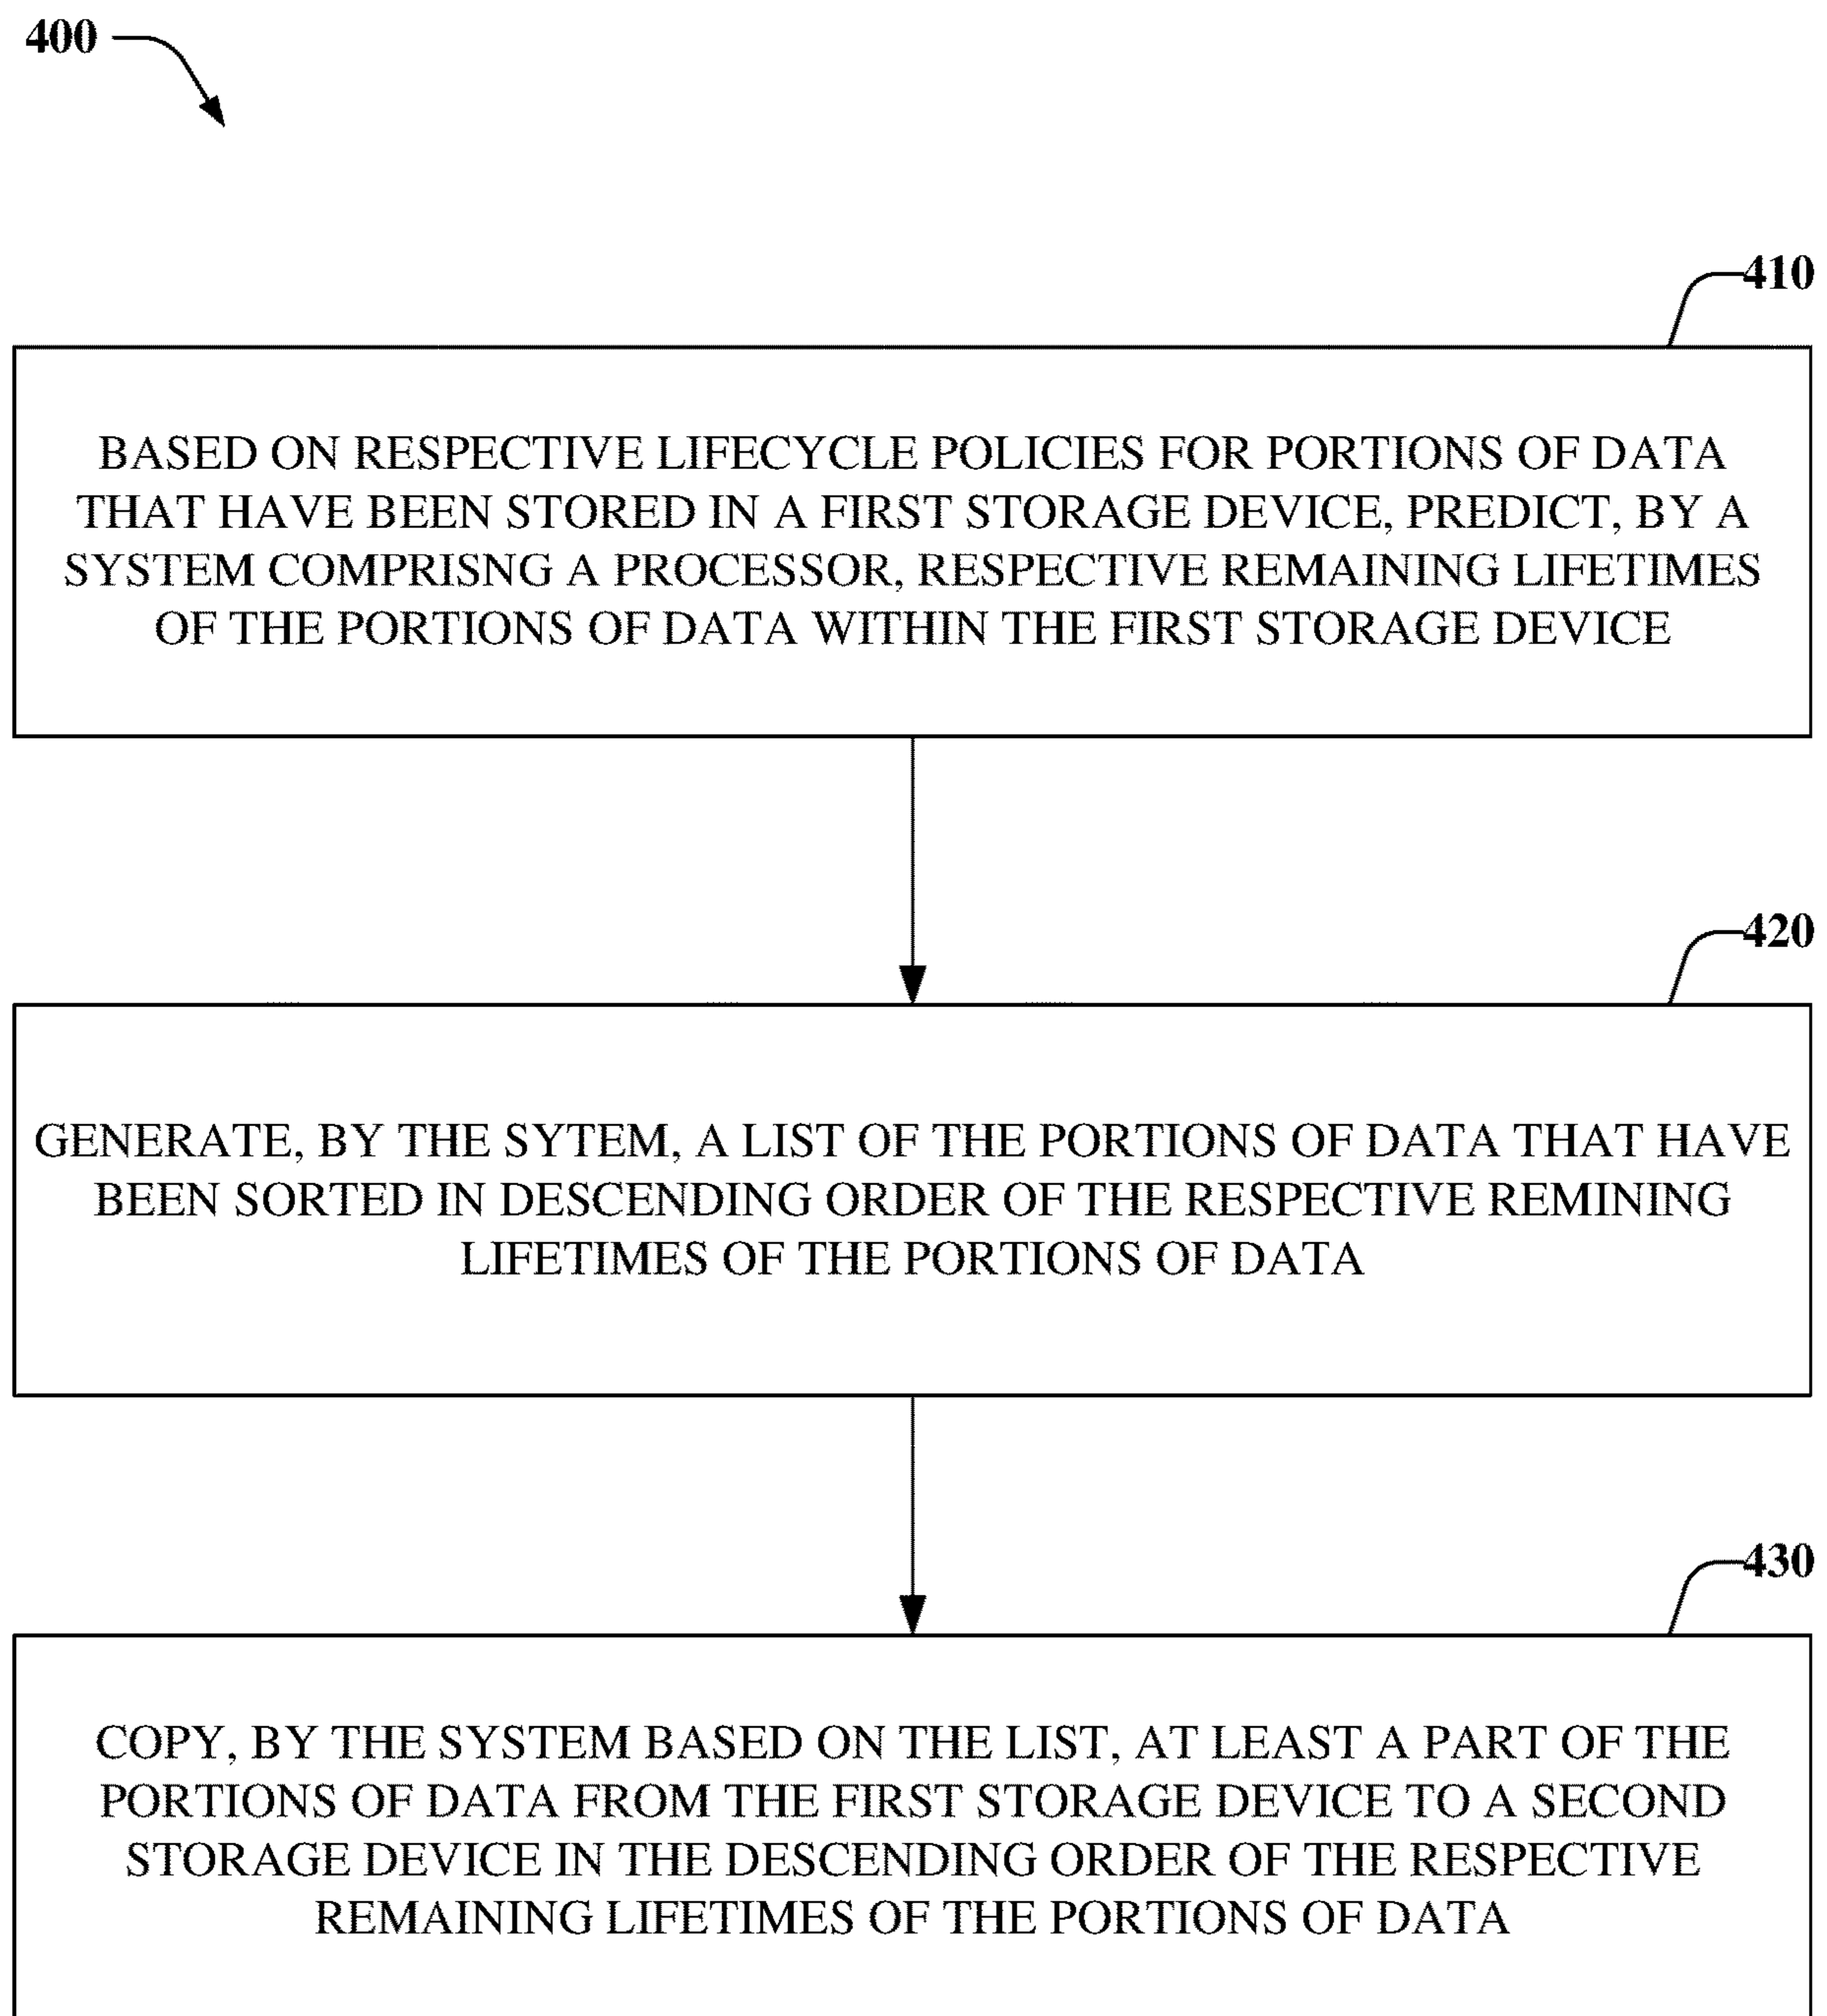 400
410
BASED ON RESPECTIVE LIFECYCLE POLICIES FOR PORTIONS OF DATA
THAT HAVE BEEN STORED IN A FIRST STORAGE DEVICE, PREDICT, BY A
SYSTEM COMPRISNG A PROCESSOR, RESPECTIVE REMAINING LIFETIMES
OF THE PORTIONS OF DATA WITHIN THE FIRST STORAGE DEVICE
420
GENERATE, BY THE SYTEM, A LIST OF THE PORTIONS OF DATA THAT HAVE
BEEN SORTED IN DESCENDING ORDER OF THE RESPECTIVE REMINING
LIFETIMES OF THE PORTIONS OF DATA
430
COPY, BY THE SYSTEM BASED ON THE LIST, AT LEAST A PART OF THE
PORTIONS OF DATA FROM THE FIRST STORAGE DEVICE TO A SECOND
STORAGE DEVICE IN THE DESCENDING ORDER OF THE RESPECTIVE
REMAINING LIFETIMES OF THE PORTIONS OF DATA